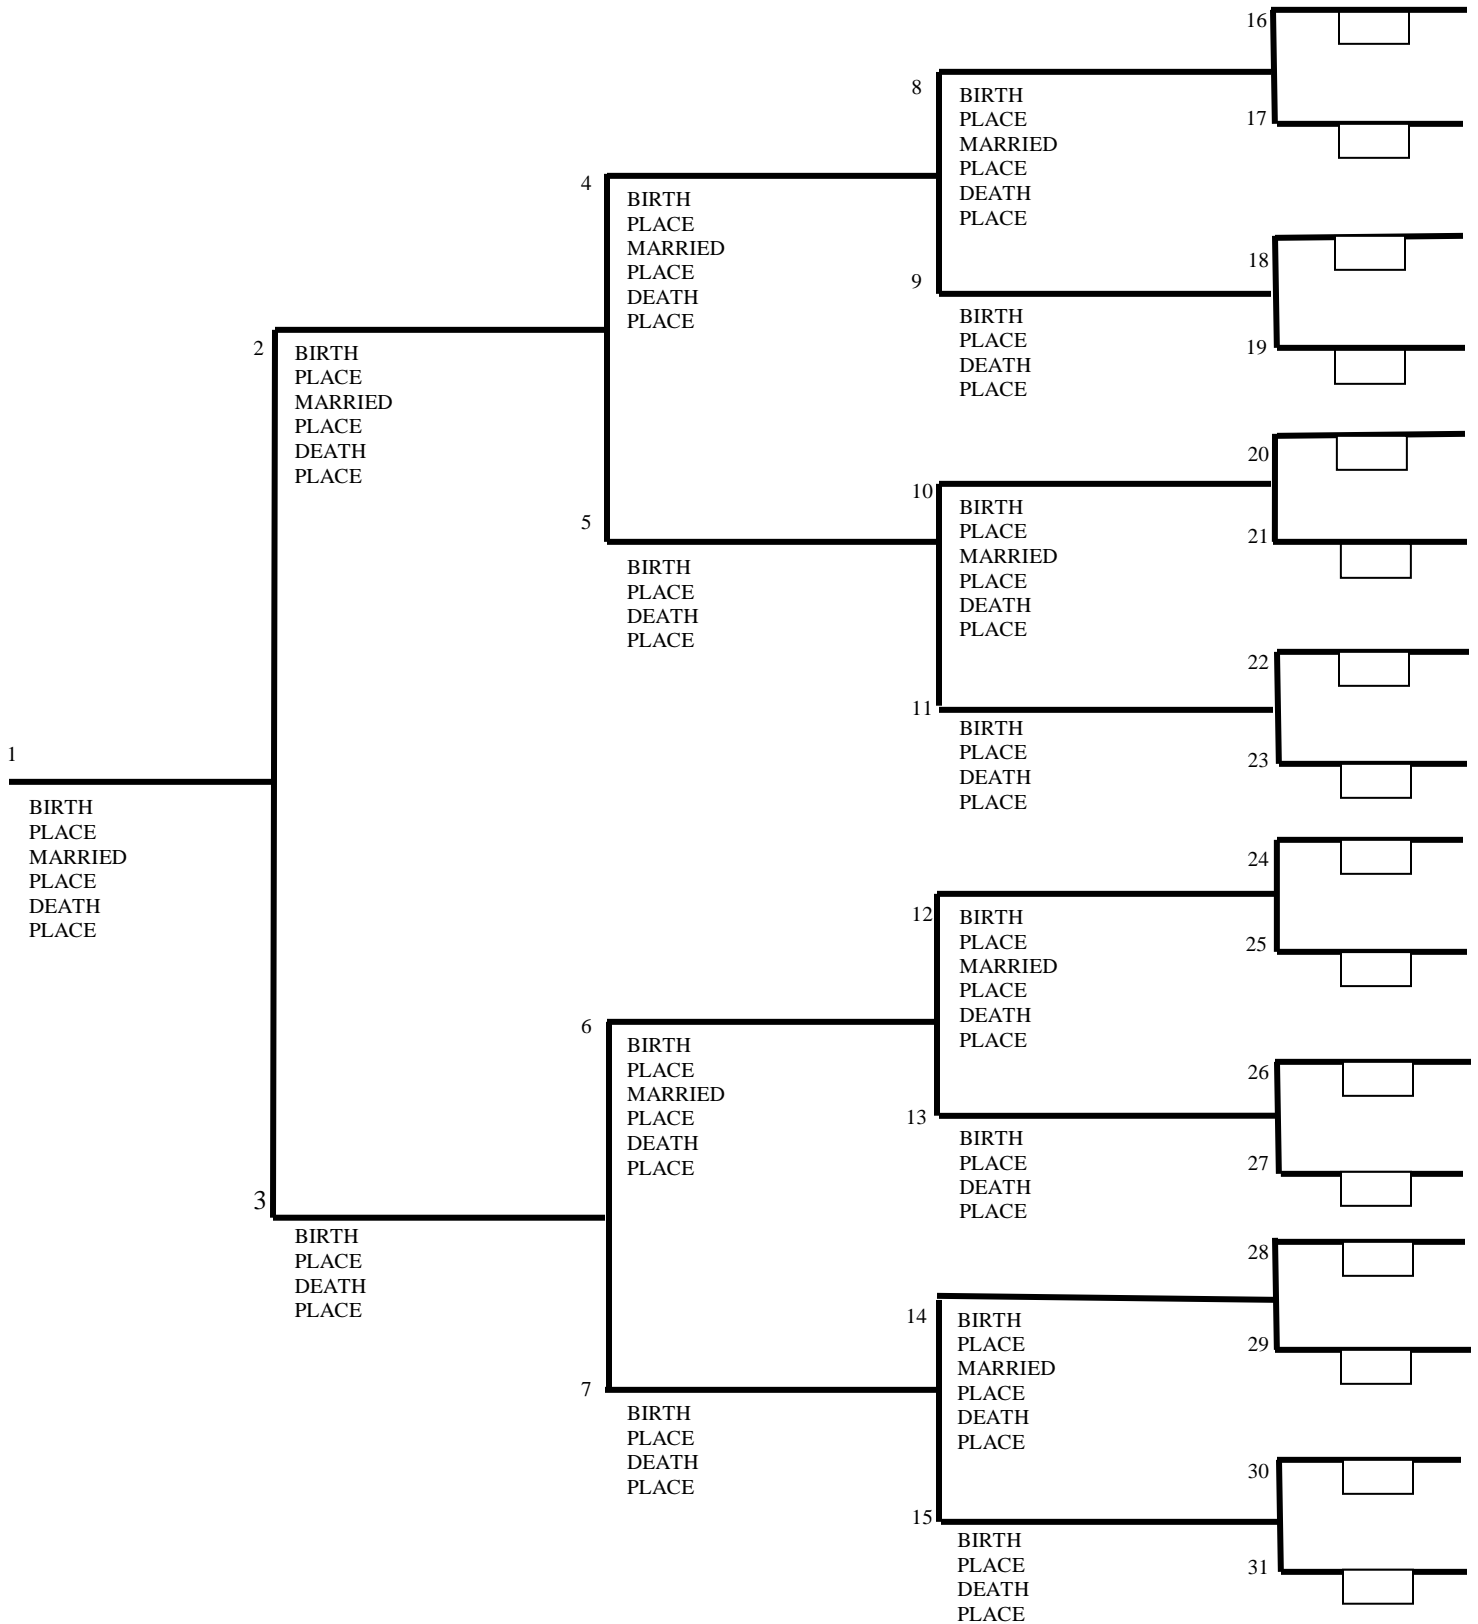 1
BIRTH
PLACE
MARRIED
PLACE
DEATH
PLACE
2
BIRTH
PLACE
MARRIED
PLACE
DEATH
PLACE
3
BIRTH
PLACE
DEATH
PLACE
4
BIRTH
PLACE
MARRIED
PLACE
DEATH
PLACE
5
BIRTH
PLACE
DEATH
PLACE
6
BIRTH
PLACE
MARRIED
PLACE
DEATH
PLACE
7
BIRTH
PLACE
DEATH
PLACE
8
BIRTH
PLACE
MARRIED
PLACE
DEATH
PLACE
9
BIRTH
PLACE
DEATH
PLACE
10
BIRTH
PLACE
MARRIED
PLACE
DEATH
PLACE
11
BIRTH
PLACE
DEATH
PLACE
12
BIRTH
PLACE
MARRIED
PLACE
DEATH
PLACE
13
BIRTH
PLACE
DEATH
PLACE
14
BIRTH
PLACE
MARRIED
PLACE
DEATH
PLACE
15
BIRTH
PLACE
DEATH
PLACE
16
17
18
19
20
21
22
23
24
25
26
27
28
29
30
31